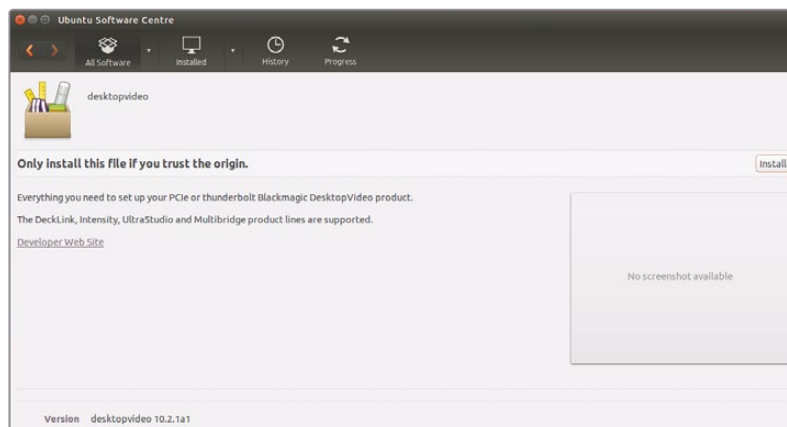 Ubuntu Software Centre
All Software
Installed
History
Progress
desktopvideo
Only install this file if you trust the origin.
Install
Everything you need to set up your PCIe or thunderbolt Blackmagic DesktopVideo product.
The DeckLink, Intensity, UltraStudio and Multibridge product lines are supported.
Developer Web Site
No screenshot available
Version desktopvideo 10.2.1a1